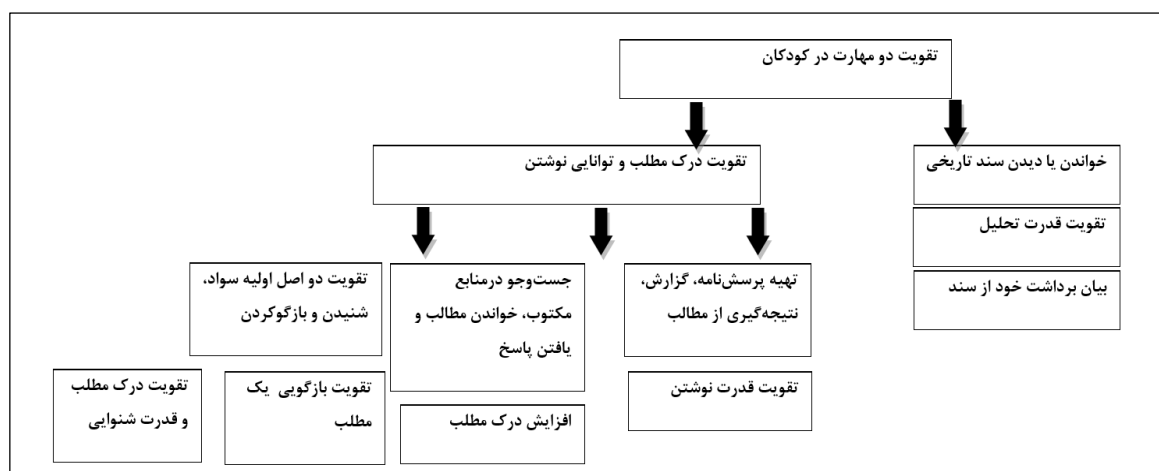 تقویت دو مهارت در کودکان
خواندن یا دیدن سند تاریخی
تقویت قدرت تحلیل
بیان برداشت خود از سند
تقویت درک مطلب و توانایی نوشتن
تهیه پرسش‌نامه، گزارش،
نتیجه‌گیری از مطالب
تقویت قدرت نوشتن
جست‌وجو درمنابع
مکتوب، خواندن مطالب و
یافتن پاسخ
افزایش درک مطلب
تقویت دو اصل اولیه سواد،
شنیدن و بازگوکردن
تقویت بازگویی یک
مطلب
تقویت درک مطلب
و قدرت شنوایی